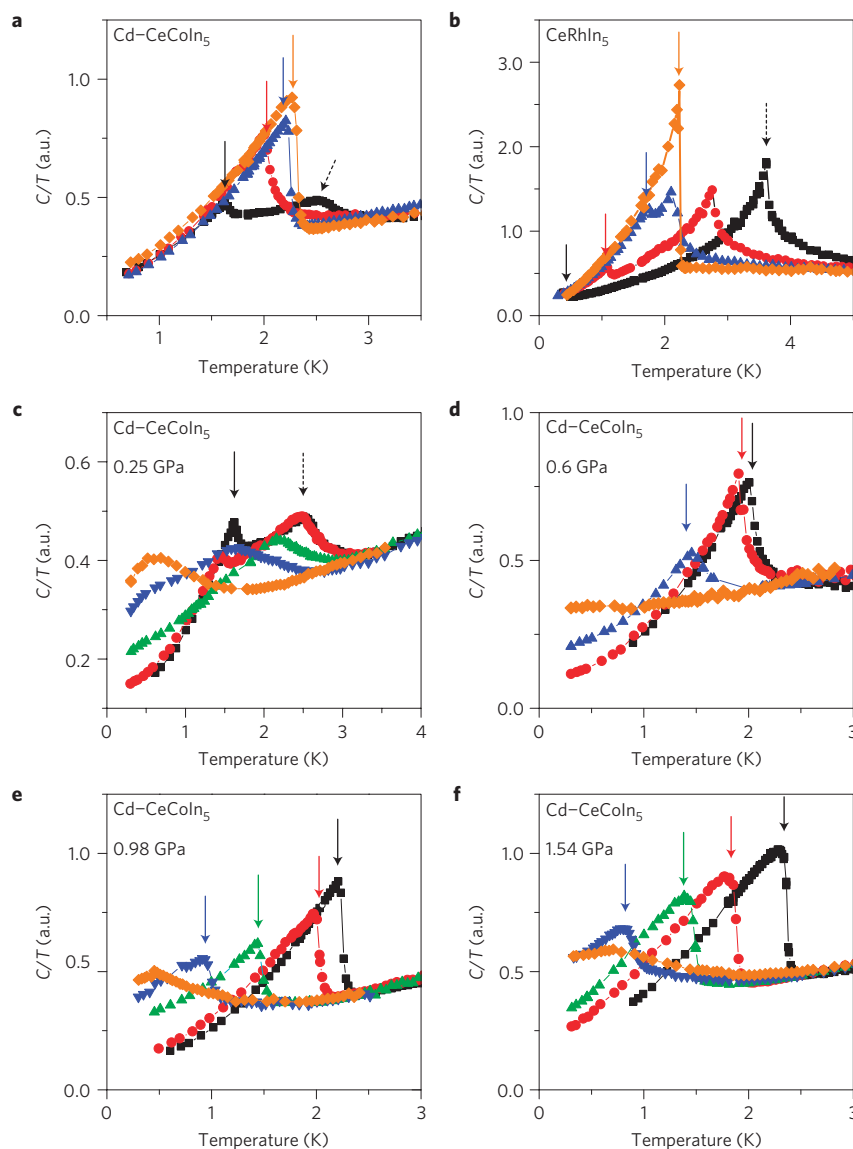 a
Cd–CeCoIn5
C/T (a.u.)
1.0
0.5
0.0
1 2 3
Temperature (K)
b
CeRhIn5
C/T (a.u.)
3.0
2.0
1.0
0.0
0 2 4
Temperature (K)
c
Cd–CeCoIn5
0.25 GPa
C/T (a.u.)
0.6
0.4
0.2
0 1 2 3 4
Temperature (K)
d
Cd–CeCoIn5
0.6 GPa
C/T (a.u.)
1.0
0.5
0.0
0 1 2 3
Temperature (K)
e
Cd–CeCoIn5
0.98 GPa
C/T (a.u.)
1.0
0.5
0.0
0 1 2 3
Temperature (K)
f
Cd–CeCoIn5
1.54 GPa
C/T (a.u.)
1.0
0.5
0.0
0 1 2 3
Temperature (K)